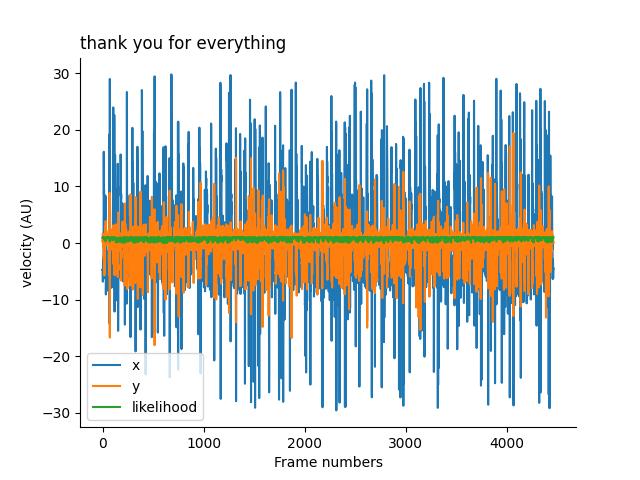 thank you for everything
velocity (AU)
30
20
10
0
−10
−20
−30
x
y
likelihood
0 1000 2000 3000 4000
Frame numbers